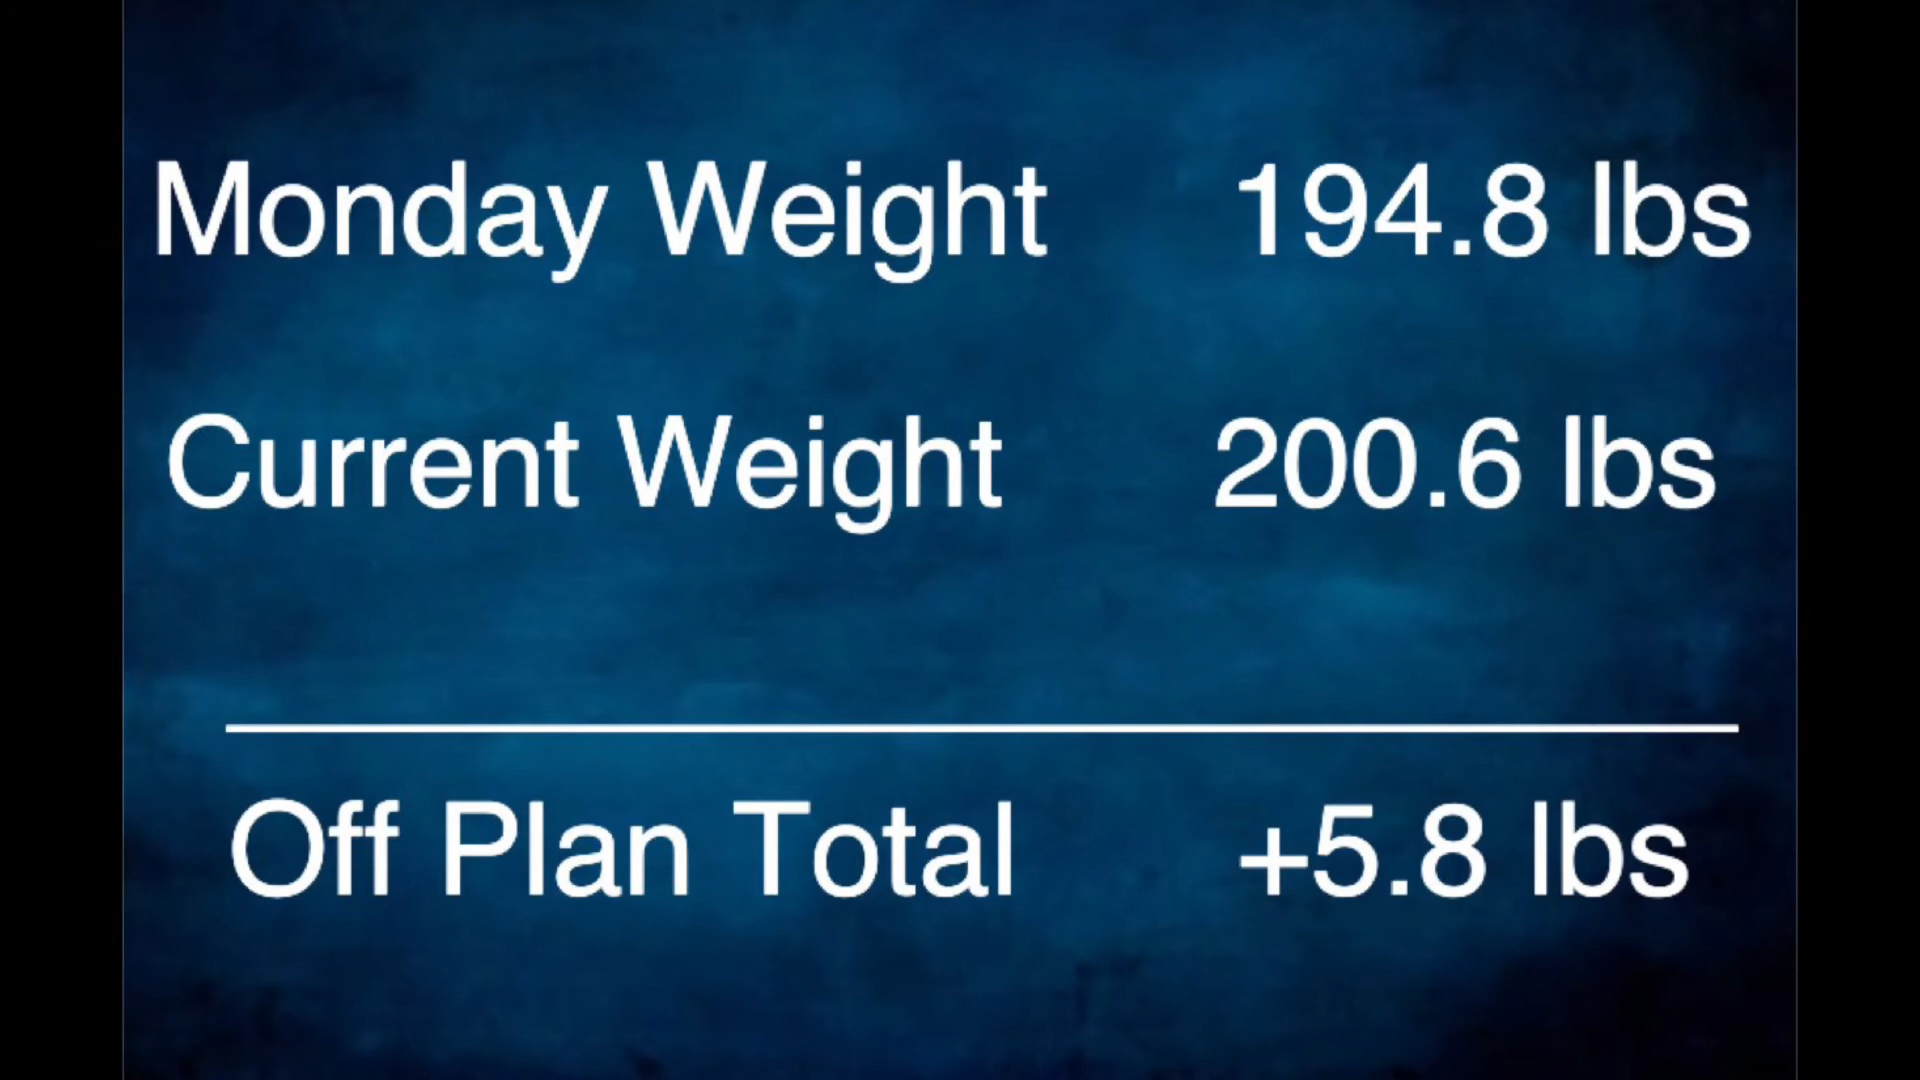 Monday Weight 194.8 lbs
Current Weight 200.6 lbs
Off Plan Total +5.8 lbs